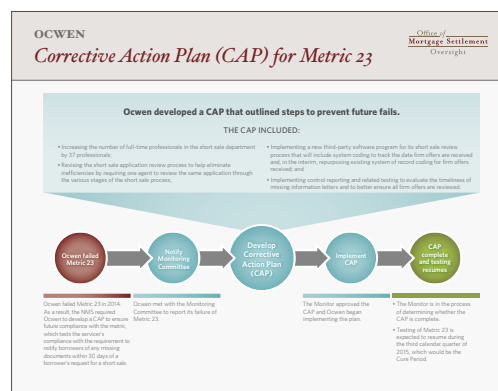 OCWEN
Corrective Action Plan (CAP) for Metric 23
Office of
Mortgage Settlement
Oversight
Ocwen developed a CAP that outlined steps to prevent future fails.
THE CAP INCLUDED:
• Increasing the number of full-time professionals in the short sale department
by 37 professionals;
• Revising the short sale application review process to help eliminate
inefficiencies by requiring one agent to review the same application through
the various stages of the short sale process;
• Implementing a new third-party software program for its short sale review
process that will include system coding to track the date firm offers are received
and, in the interim, repurposing existing system of record coding for firm offers
received; and
• Implementing control reporting and related testing to evaluate the timeliness of
missing information letters and to better ensure all firm offers are reviewed.
Ocwen failed
Metric 23
Notify
Monitoring
Committee
Develop
Corrective
Action Plan
(CAP)
Implement
CAP
CAP
complete
and testing
resumes
Ocwen failed Metric 23 in 2014.
As a result, the NMS required
Ocwen to develop a CAP to ensure
future compliance with the metric,
which tests the servicer's
compliance with the requirement to
notify borrowers of any missing
documents within 30 days of a
borrower's request for a short sale.
Ocwen met with the Monitoring
Committee to report its failure of
Metric 23.
The Monitor approved the
CAP and Ocwen began
implementing the plan.
• The Monitor is in the process
of determining whether the
CAP is complete.
• Testing of Metric 23 is
expected to resume during
the third calendar quarter of
2015, which would be the
Cure Period.